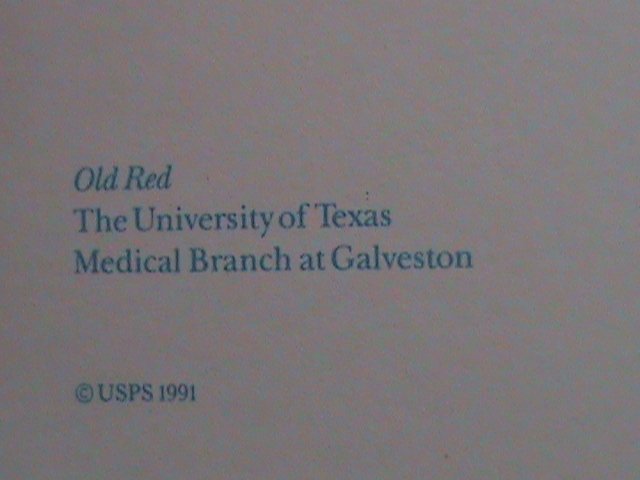 Old Red
The University of Texas
Medical Branch at Galveston
© USPS 1991